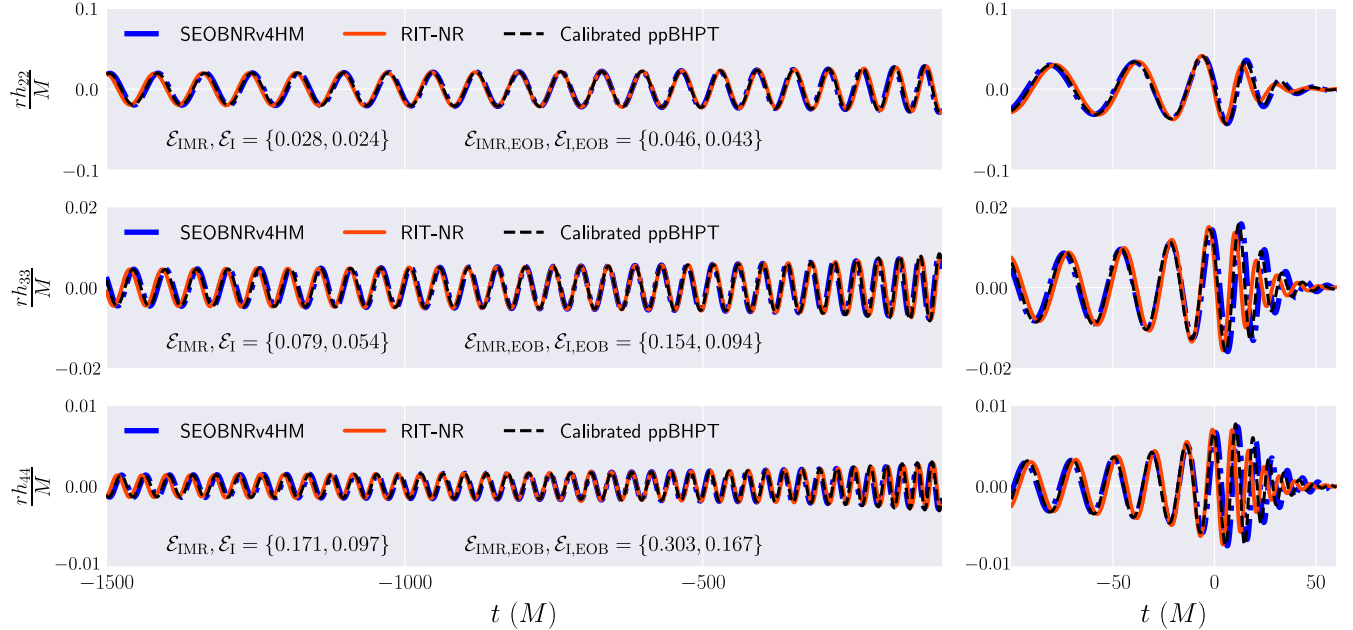 0.1
0.1
SEOBNRv4HM RIT-NR Calibrated ppBHPT
rh22/M
0.0
0.0
ℰIMR, ℰI = {0.028, 0.024} ℰIMR,EOB, ℰI,EOB = {0.046, 0.043}
−0.1
−0.1
0.02
0.02
SEOBNRv4HM RIT-NR Calibrated ppBHPT
rh33/M
0.00
0.00
ℰIMR, ℰI = {0.079, 0.054} ℰIMR,EOB, ℰI,EOB = {0.154, 0.094}
−0.02
−0.02
0.01
0.01
SEOBNRv4HM RIT-NR Calibrated ppBHPT
rh44/M
0.00
0.00
ℰIMR, ℰI = {0.171, 0.097} ℰIMR,EOB, ℰI,EOB = {0.303, 0.167}
−0.01
−0.01
−1500 −1000 −500
−50 0 50
t (M)
t (M)